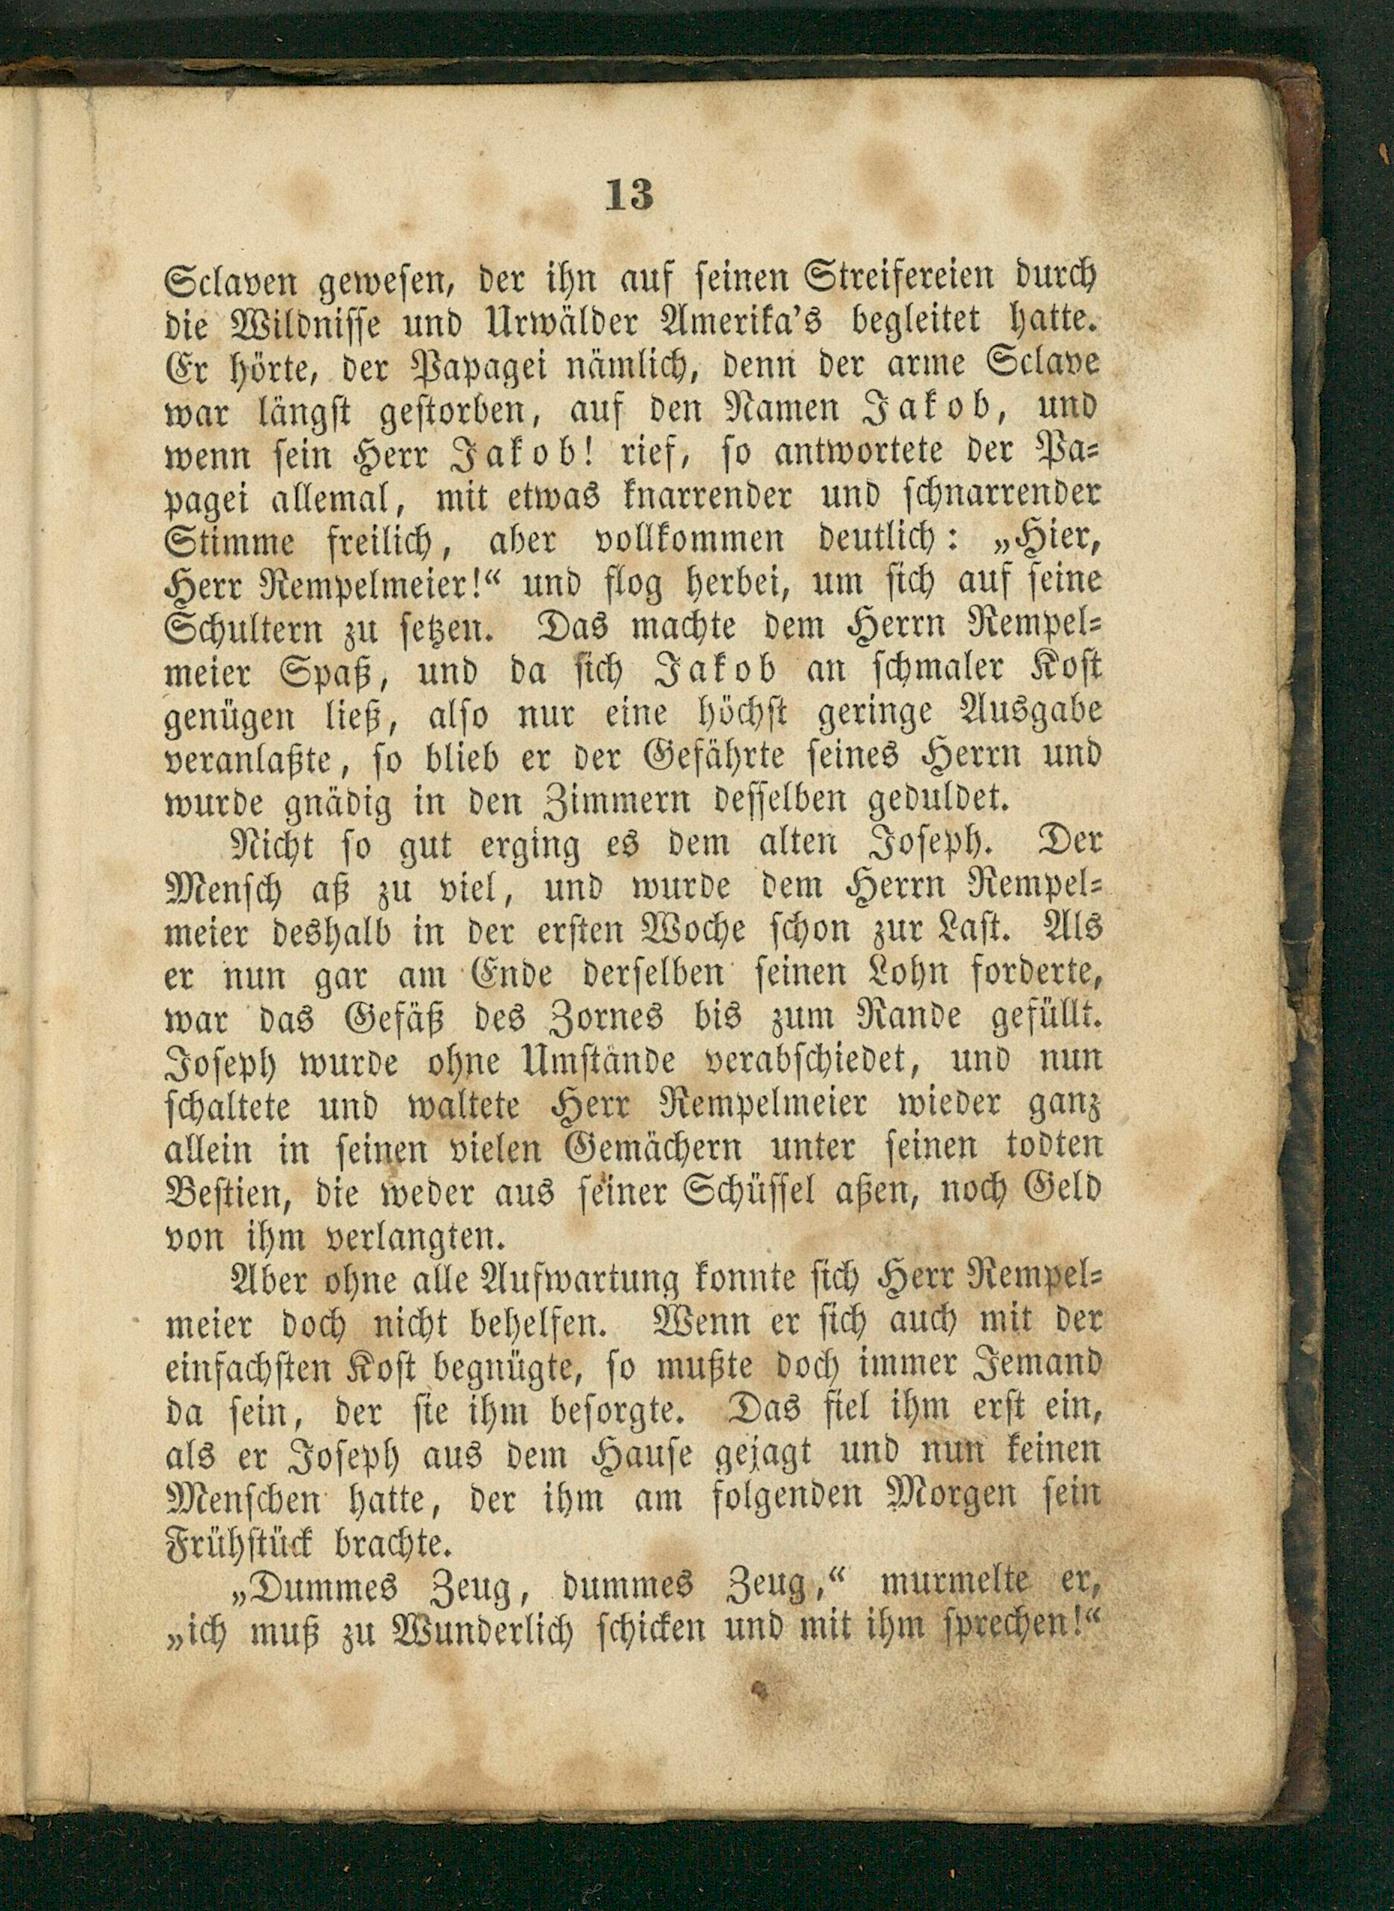 13
Sclaven gewesen, der ihn auf seinen Streifereien durch
die Wildnisse und Urwälder Amerika's begleitet hatte.
Er hörte, der Papagei nämlich, denn der arme Sclave
war längst gestorben, auf den Namen Jakob, und
wenn sein Herr Jakob! rief, so antwortete der Pa-
pagei allemal, mit etwas knarrender und schnarrender
Stimme freilich, aber vollkommen deutlich: „Hier,
Herr Rempelmeier!“ und flog herbei, um sich auf seine
Schultern zu setzen. Das machte dem Herrn Rempel-
meier Spaß, und da sich Jakob an schmaler Kost
genügen ließ, also nur eine höchst geringe Ausgabe
veranlaßte, so blieb er der Gefährte seines Herrn und
wurde gnädig in den Zimmern desselben geduldet.
Nicht so gut erging es dem alten Joseph. Der
Mensch aß zu viel, und wurde dem Herrn Rempel-
meier deshalb in der ersten Woche schon zur Last. Als
er nun gar am Ende derselben seinen Lohn forderte,
war das Gefäß des Zornes bis zum Rande gefüllt.
Joseph wurde ohne Umstände verabschiedet, und nun
schaltete und waltete Herr Rempelmeier wieder ganz
allein in seinen vielen Gemächern unter seinen todten
Bestien, die weder aus seiner Schüssel aßen, noch Geld
von ihm verlangten.
Aber ohne alle Aufwartung konnte sich Herr Rempel-
meier doch nicht behelfen. Wenn er sich auch mit der
einfachsten Kost begnügte, so mußte doch immer Jemand
da sein, der sie ihm besorgte. Das fiel ihm erst ein,
als er Joseph aus dem Hause gejagt und nun keinen
Menschen hatte, der ihm am folgenden Morgen sein
Frühstück brachte.
„Dummes Zeug, dummes Zeug,“ murmelte er,
„ich muß zu Wunderlich schicken und mit ihm sprechen!“